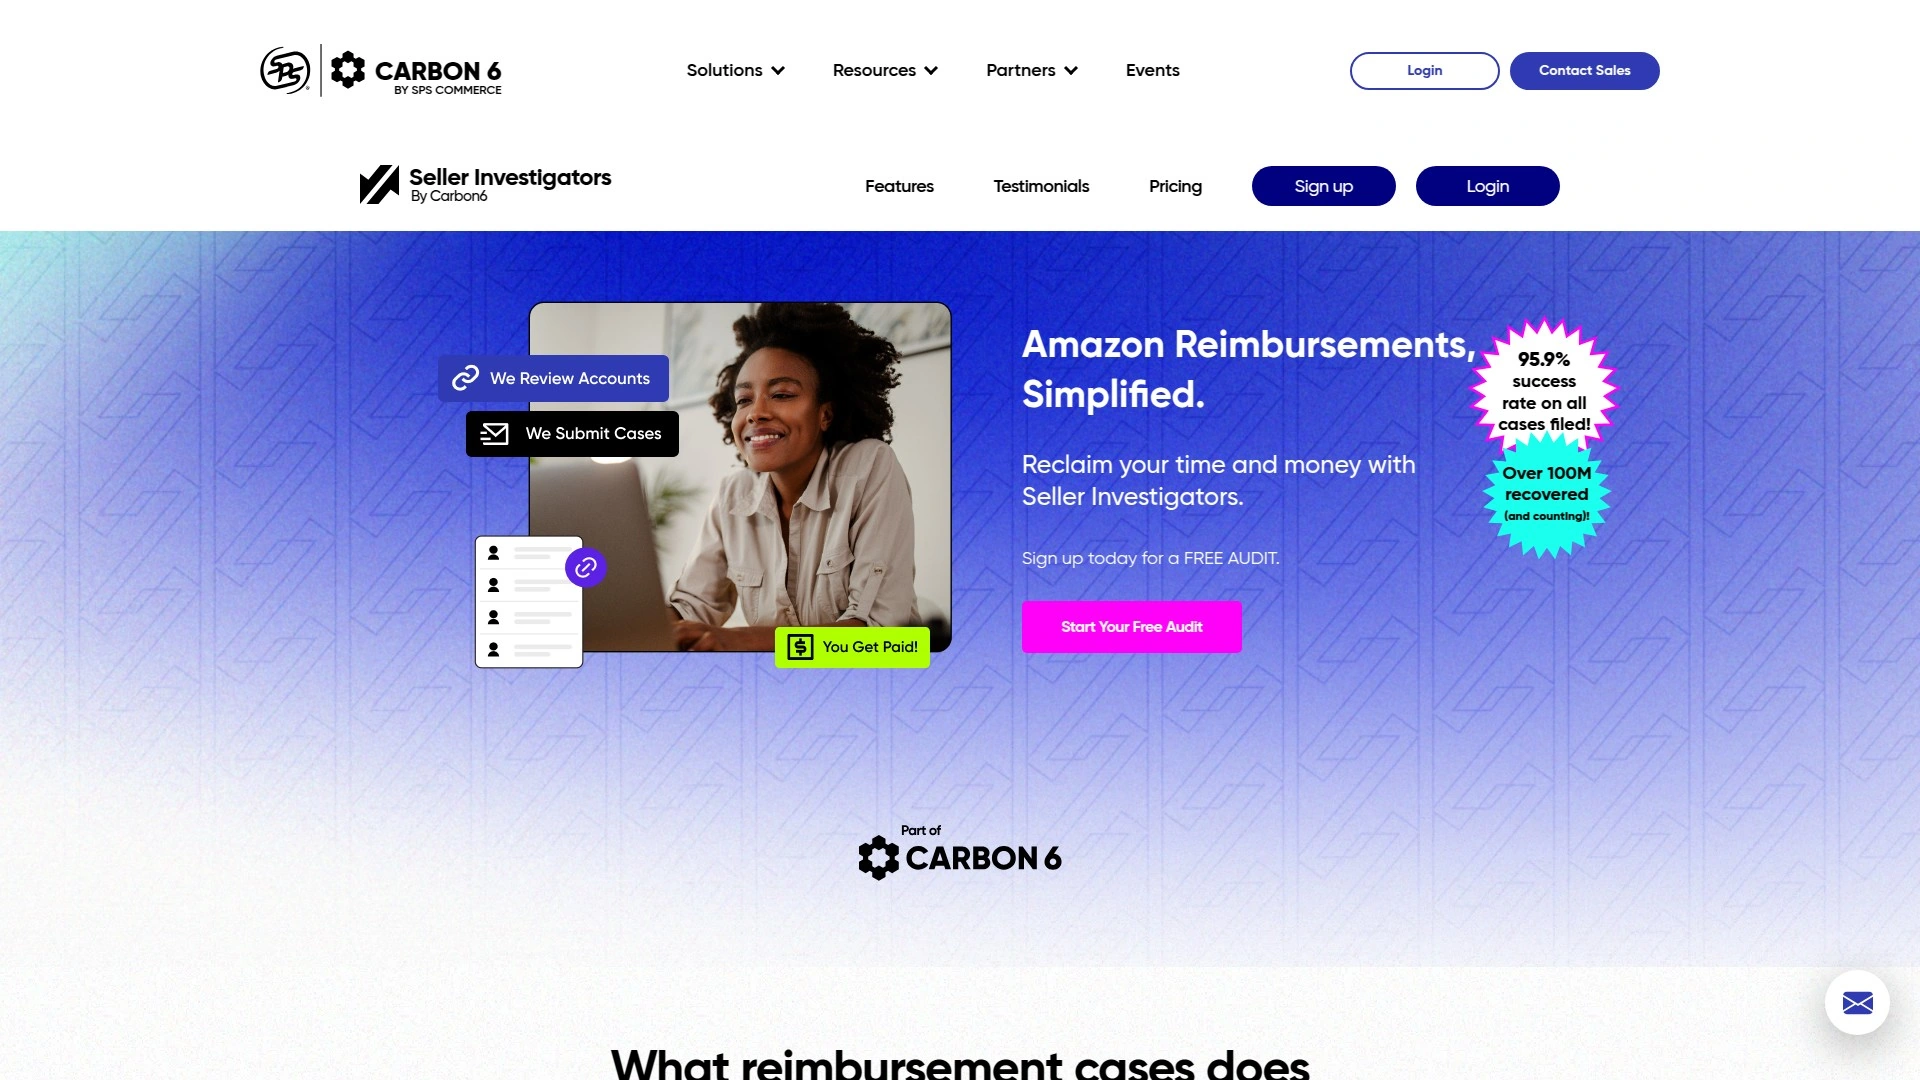 SPS
CARBON 6
BY SPS COMMERCE
Solutions
Resources
Partners
Events
Login
Contact Sales
Seller Investigators
By Carbon6
Features
Testimonials
Pricing
Sign up
Login
We Review Accounts
We Submit Cases
You Get Paid!
Amazon Reimbursements,
Simplified.
Reclaim your time and money with
Seller Investigators.
Sign up today for a FREE AUDIT.
Start Your Free Audit
95.9%
success
rate on all
cases filed!
Over 100M
recovered
(and counting)!
Part of
CARBON 6
What reimbursement cases does